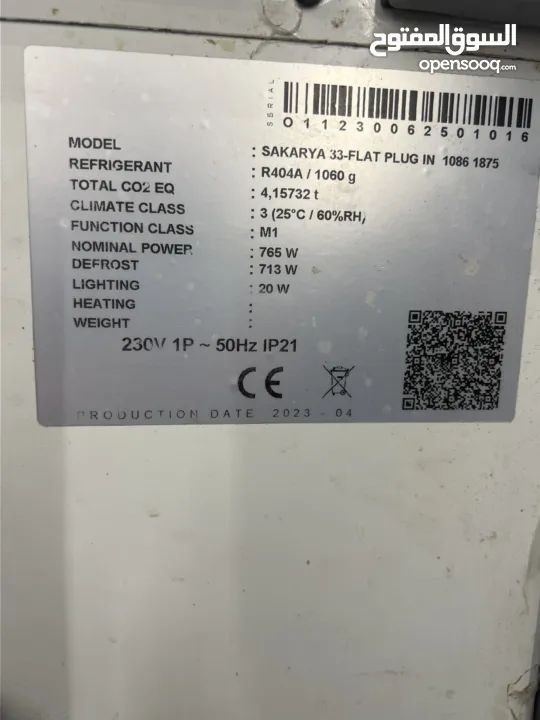 السوق المفتوح
opensooq.com
SERIAL
O11230062501016
MODEL : SAKARYA 33-FLAT PLUG IN 1086 1875
REFRIGERANT : R404A / 1060 g
TOTAL CO2 EQ : 4,15732 t
CLIMATE CLASS : 3 (25°C / 60%RH)
FUNCTION CLASS : M1
NOMINAL POWER : 765 W
DEFROST : 713 W
LIGHTING : 20 W
HEATING :
WEIGHT :
230V 1P ~ 50Hz IP21
CE
PRODUCTION DATE 2023 - 04